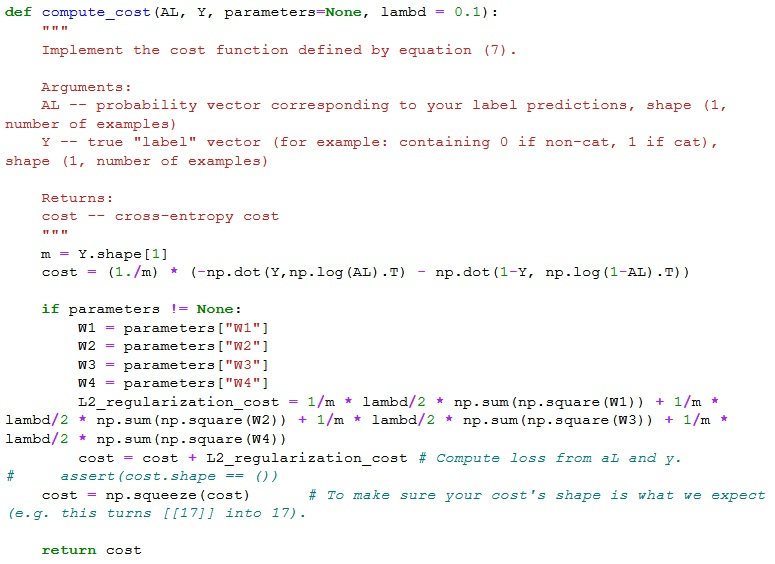 def compute_cost(AL, Y, parameters=None, lambd = 0.1):
    """
    Implement the cost function defined by equation (7).

    Arguments:
    AL -- probability vector corresponding to your label predictions, shape (1,
number of examples)
    Y -- true "label" vector (for example: containing 0 if non-cat, 1 if cat),
shape (1, number of examples)

    Returns:
    cost -- cross-entropy cost
    """
    m = Y.shape[1]
    cost = (1./m) * (-np.dot(Y,np.log(AL).T) - np.dot(1-Y, np.log(1-AL).T))

    if parameters != None:
        W1 = parameters["W1"]
        W2 = parameters["W2"]
        W3 = parameters["W3"]
        W4 = parameters["W4"]
        L2_regularization_cost = 1/m * lambd/2 * np.sum(np.square(W1)) + 1/m *
lambd/2 * np.sum(np.square(W2)) + 1/m * lambd/2 * np.sum(np.square(W3)) + 1/m *
lambd/2 * np.sum(np.square(W4))
        cost = cost + L2_regularization_cost # Compute loss from aL and y.
#     assert(cost.shape == ())
    cost = np.squeeze(cost)      # To make sure your cost's shape is what we expect
(e.g. this turns [[17]] into 17).

    return cost